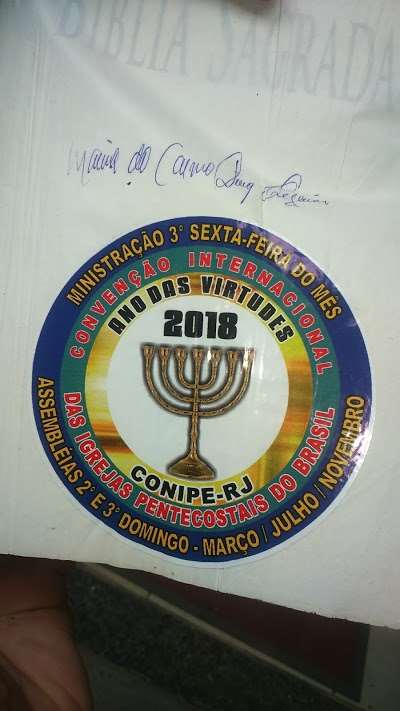 BÍBLIA SAGRADA
Maria do Carmo
MINISTRAÇÃO 3° SEXTA-FEIRA DO MÊS
CONVENÇÃO INTERNACIONAL
ANO DAS VIRTUDES
2018
CONIPE-RJ
DAS IGREJAS PENTECOSTAIS DO BRASIL
ASSEMBLÉIAS 2° E 3° DOMINGO - MARÇO / JULHO / NOVEMBRO